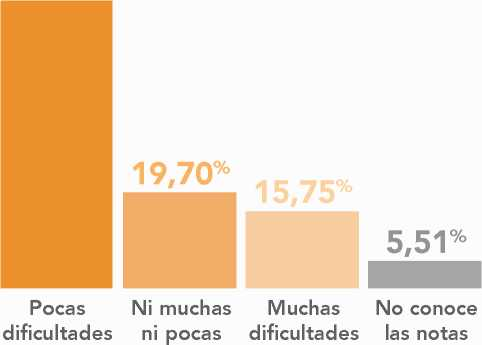 19,70%
15,75%
5,51%
Pocas
dificultades
Ni muchas
ni pocas
Muchas
dificultades
No conoce
las notas